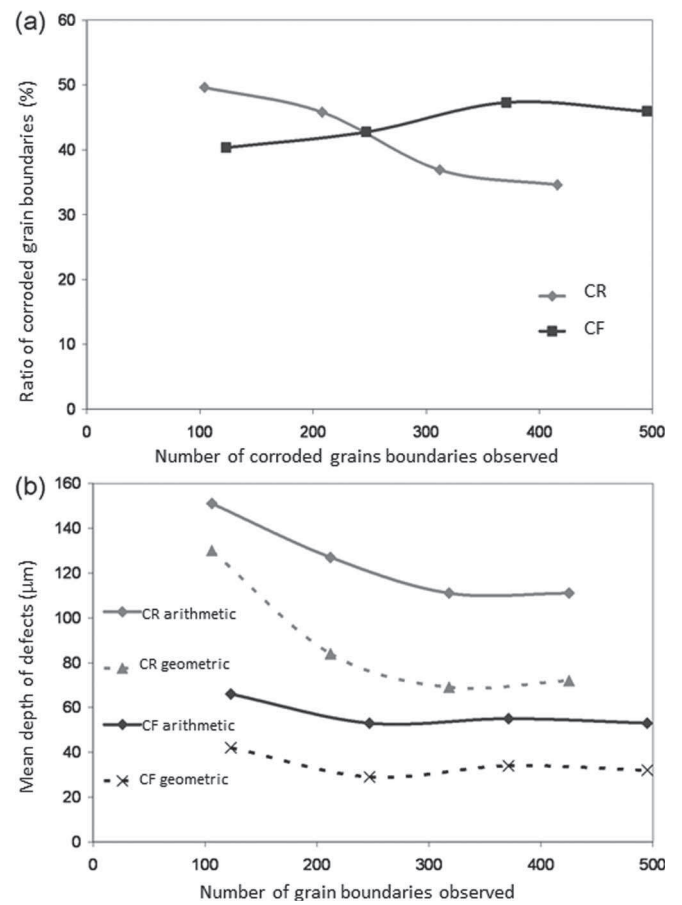 (a)
Ratio of corroded grain boundaries (%)
60
50
40
30
20
10
0
CR
CF
0 100 200 300 400 500
Number of corroded grains boundaries observed
(b)
Mean depth of defects (µm)
160
140
120
100
80
60
40
20
0
CR arithmetic
CR geometric
CF arithmetic
CF geometric
0 100 200 300 400 500
Number of grain boundaries observed